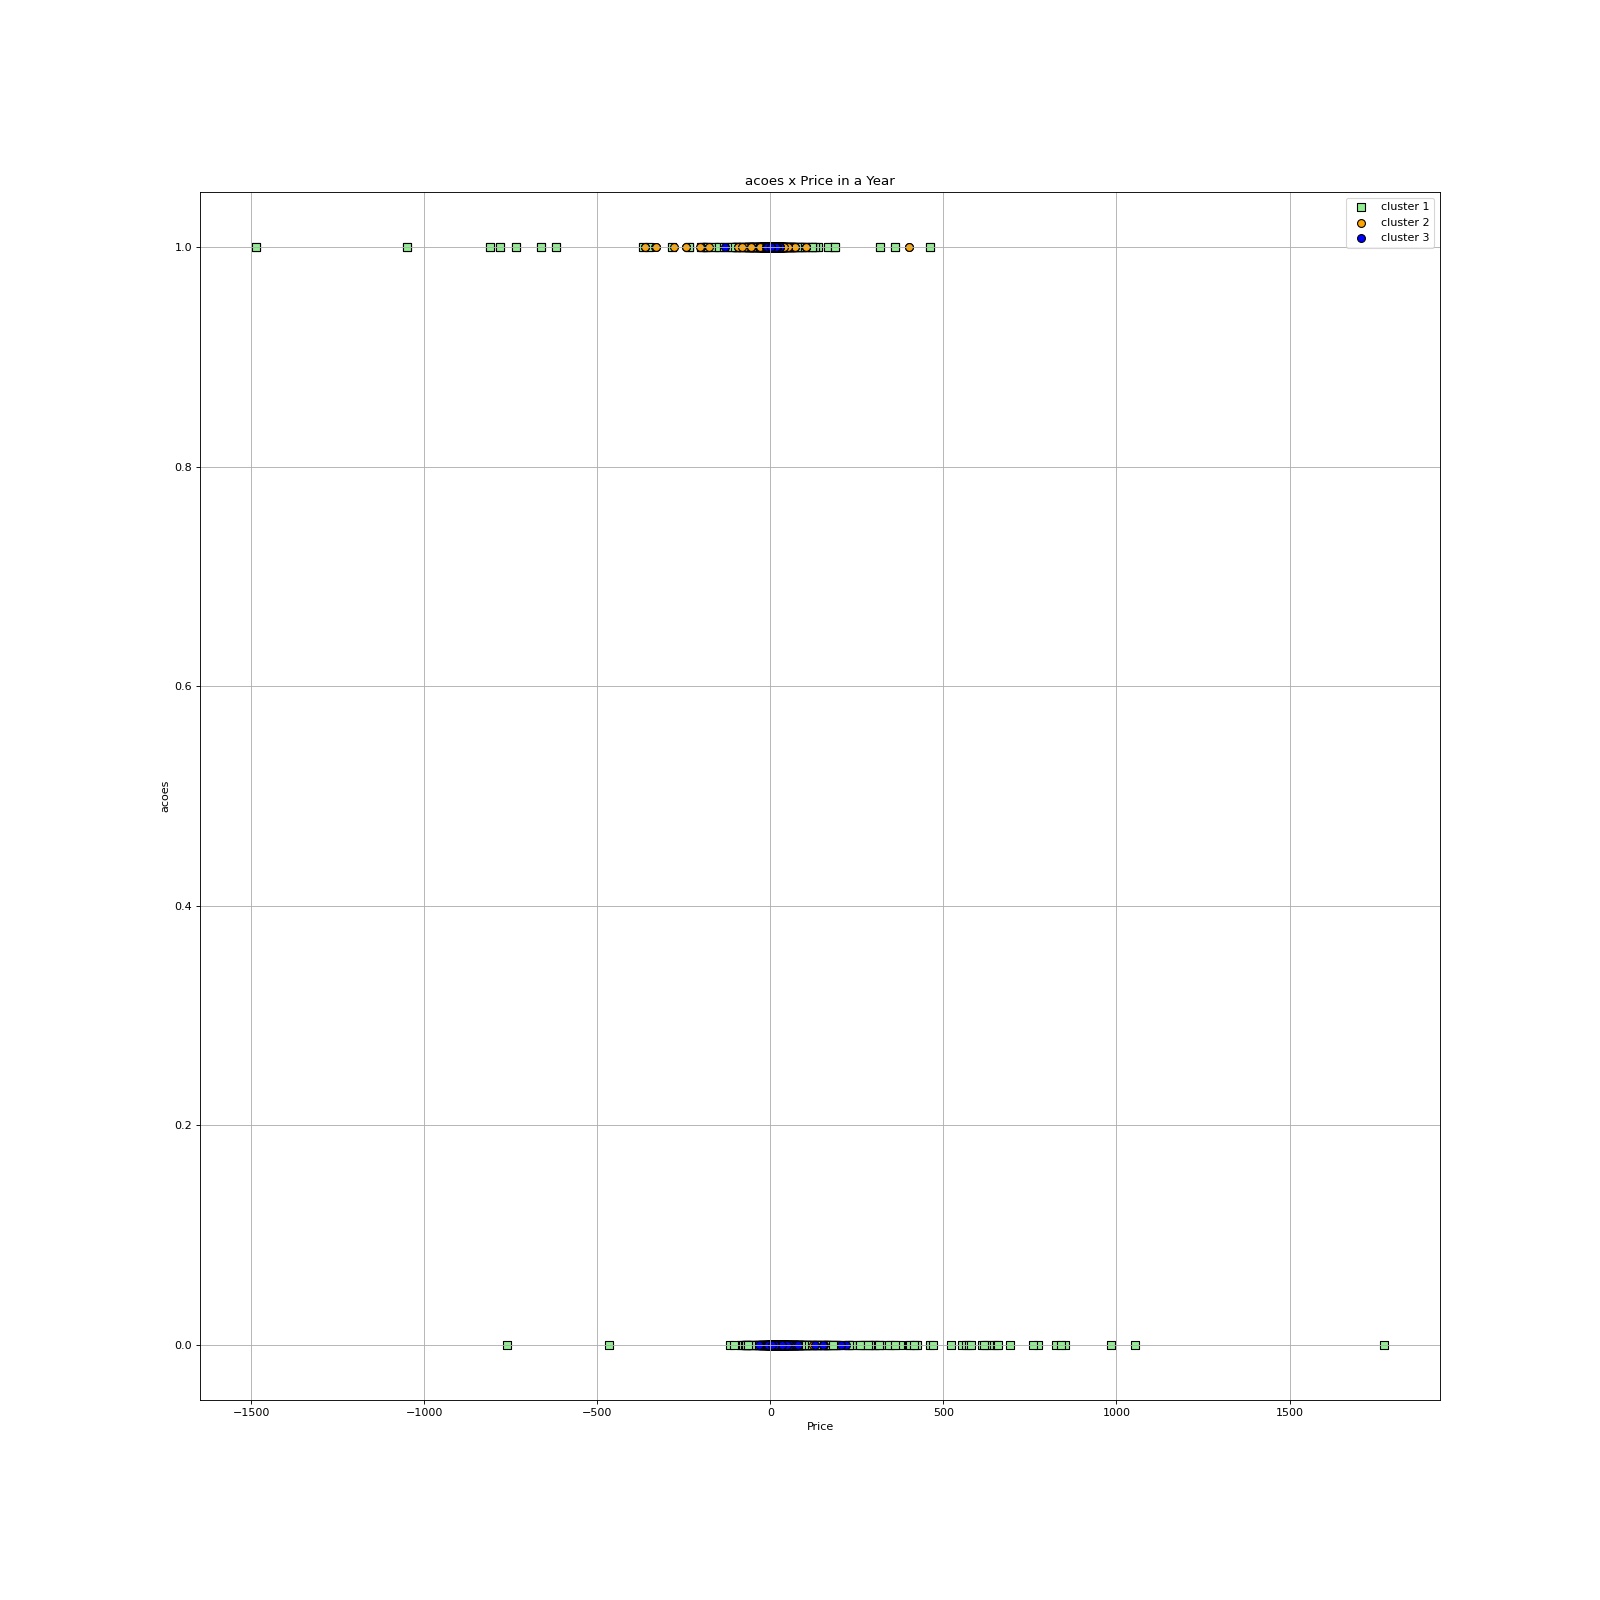 acoes x Price in a Year
cluster 1
cluster 2
cluster 3
1.0
0.8
0.6
0.4
0.2
0.0
acoes
−1500
−1000
−500
0
500
1000
1500
Price